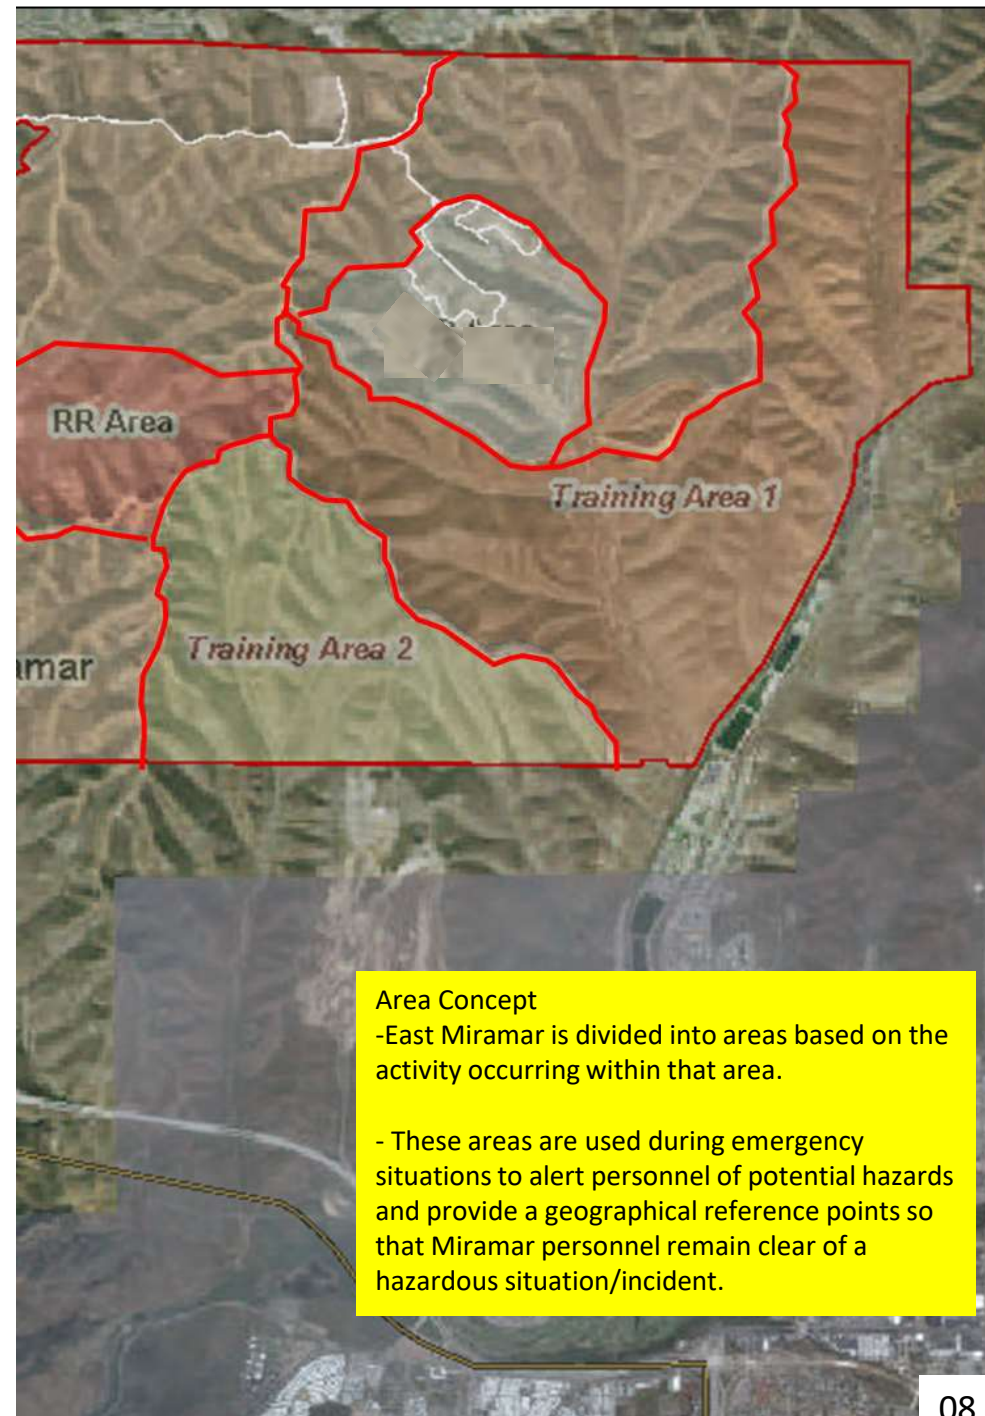 RR Area
Training Area 1
Training Area 2
amar
Area Concept
-East Miramar is divided into areas based on the
activity occurring within that area.
- These areas are used during emergency
situations to alert personnel of potential hazards
and provide a geographical reference points so
that Miramar personnel remain clear of a
hazardous situation/incident.
08